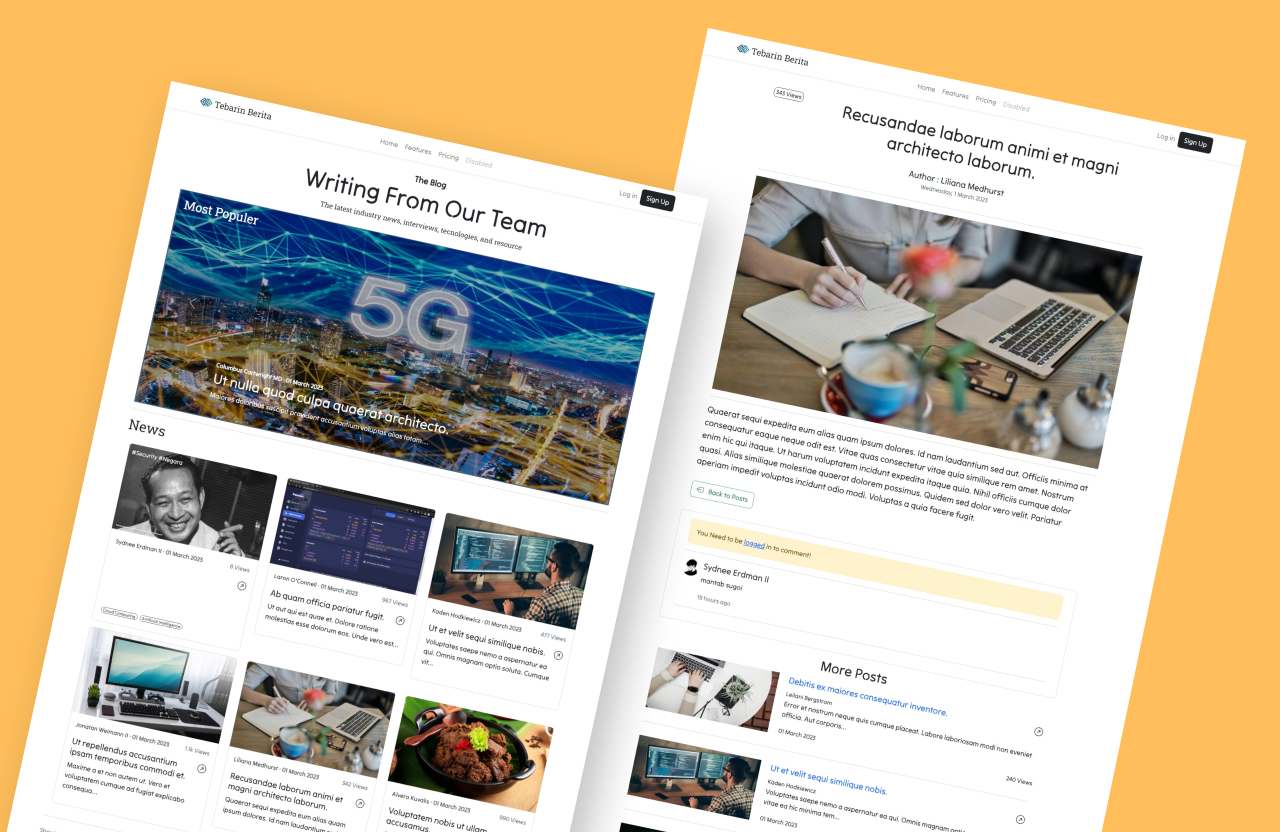 Tebarin Berita
Home Features Pricing Disabled
Log in Sign Up
The Blog
Writing From Our Team
The latest industry news, interviews, tecnologies, and resource
Most Populer
5G
Columbus Cartwright MD · 01 March 2023
Ut nulla quod culpa quaerat architecto.
Maiores doloribus suscipit provident accusantium voluptas alias totam...
News
#Security #Negara
Sydnee Erdman II · 01 March 2023
6 Views
Cloud Computing Artificial Intelligence
Laron O'Connell · 01 March 2023
967 Views
Ab quam officia pariatur fugit.
Ut aut qui est quae et. Dolore ratione
molestias esse dolorum eos. Unde vero est...
Kaden Hodkiewicz · 01 March 2023
477 Views
Ut et velit sequi similique nobis.
Voluptates saepe nemo a aspernatur ea
qui. Omnis magnam optio soluta. Cumque
vit...
Jonatan Weimann II · 01 March 2023
1.1k Views
Ut repellendus accusantium
ipsam temporibus commodi et.
Maxime a et non autem ut. Vero et
voluptatem cumque ad fugiat explicabo
consequa...
Liliana Medhurst · 01 March 2023
343 Views
Recusandae laborum animi et
magni architecto laborum.
Quaerat sequi expedita eum alias quam
ipsum dolores. Id nam laudantium sed
Alvera Kuvalis · 01 March 2023
990 Views
Voluptatem nobis ut ullam
accusamus.
Tebarin Berita
Home Features Pricing Disabled
Log in Sign Up
343 Views
Recusandae laborum animi et magni
architecto laborum.
Author : Liliana Medhurst
Wednesday, 1 March 2023
Quaerat sequi expedita eum alias quam ipsum dolores. Id nam laudantium sed aut. Officiis minima at
consequatur eaque neque odit est. Vitae quas consectetur vitae quia similique rem amet. Nostrum
enim hic qui itaque. Ut harum voluptatem incidunt expedita itaque quia. Nihil officiis cumque dolor
quasi. Alias similique molestiae quaerat dolorem possimus. Quidem sed dolor vero velit. Pariatur
aperiam impedit voluptas incidunt odio modi. Voluptas a quia facere fugit.
Back to Posts
You Need to be logged in to comment!
Sydnee Erdman II
mantab sugoi
19 hours ago
More Posts
Debitis ex maiores consequatur inventore.
Leilani Bergstrom
Error et nostrum neque quis cumque placeat. Labore laboriosam modi non eveniet
officia. Aut corporis...
01 March 2023
240 Views
Ut et velit sequi similique nobis.
Kaden Hodkiewicz
Voluptates saepe nemo a aspernatur ea qui. Omnis magnam optio
vitae ea hic minima tem...
01 March 2023